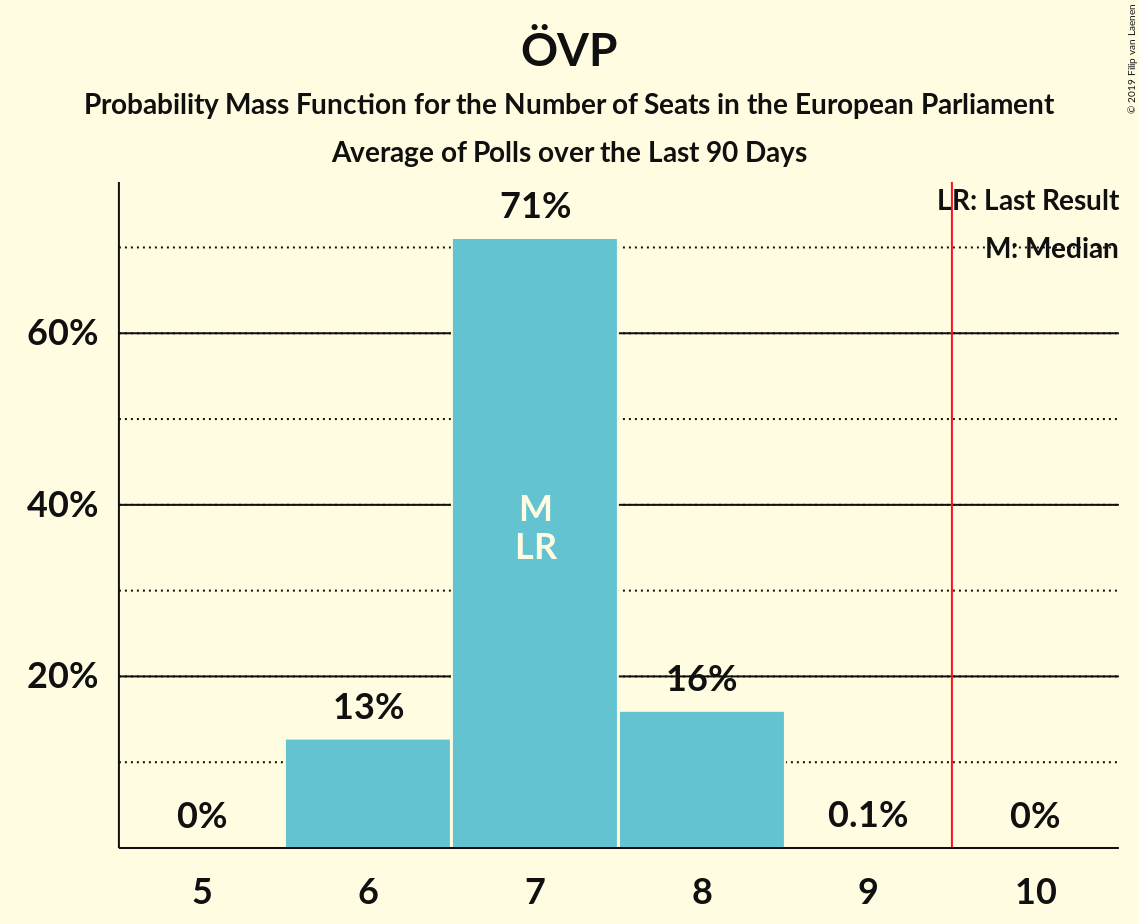 ÖVP
Probability Mass Function for the Number of Seats in the European Parliament
Average of Polls over the Last 90 Days
© 2019 Filip van Laenen
LR: Last Result
M: Median
71%
60%
40%
20%
M
LR
0%
13%
16%
0.1%
0%
5
6
7
8
9
10